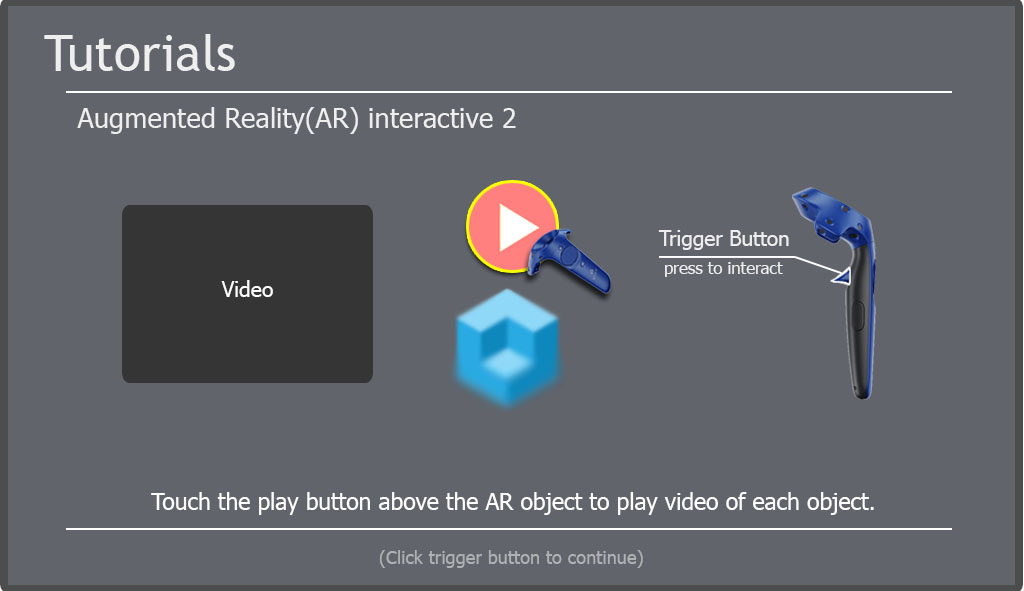 Tutorials
Augmented Reality(AR) interactive 2
Video
Trigger Button
press to interact
Touch the play button above the AR object to play video of each object.
(Click trigger button to continue)